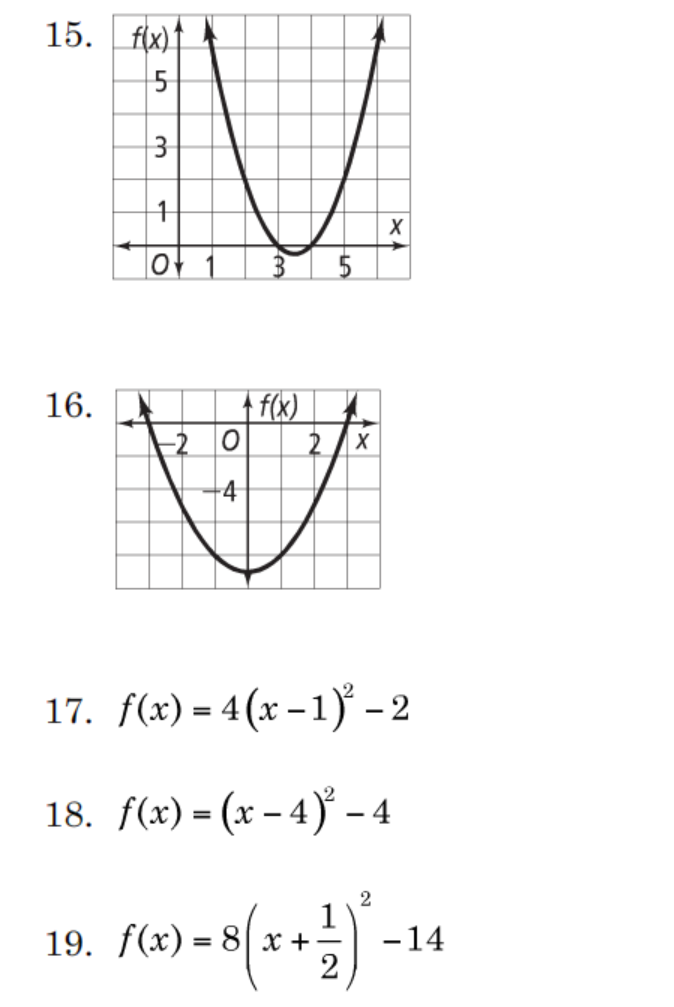 15.
f(x)
5
3
1
x
O 1 3 5
16.
f(x)
-2 O 2 x
-4
17. f(x) = 4(x − 1)² − 2
18. f(x) = (x − 4)² − 4
19. f(x) = 8(x + 1/2)² − 14